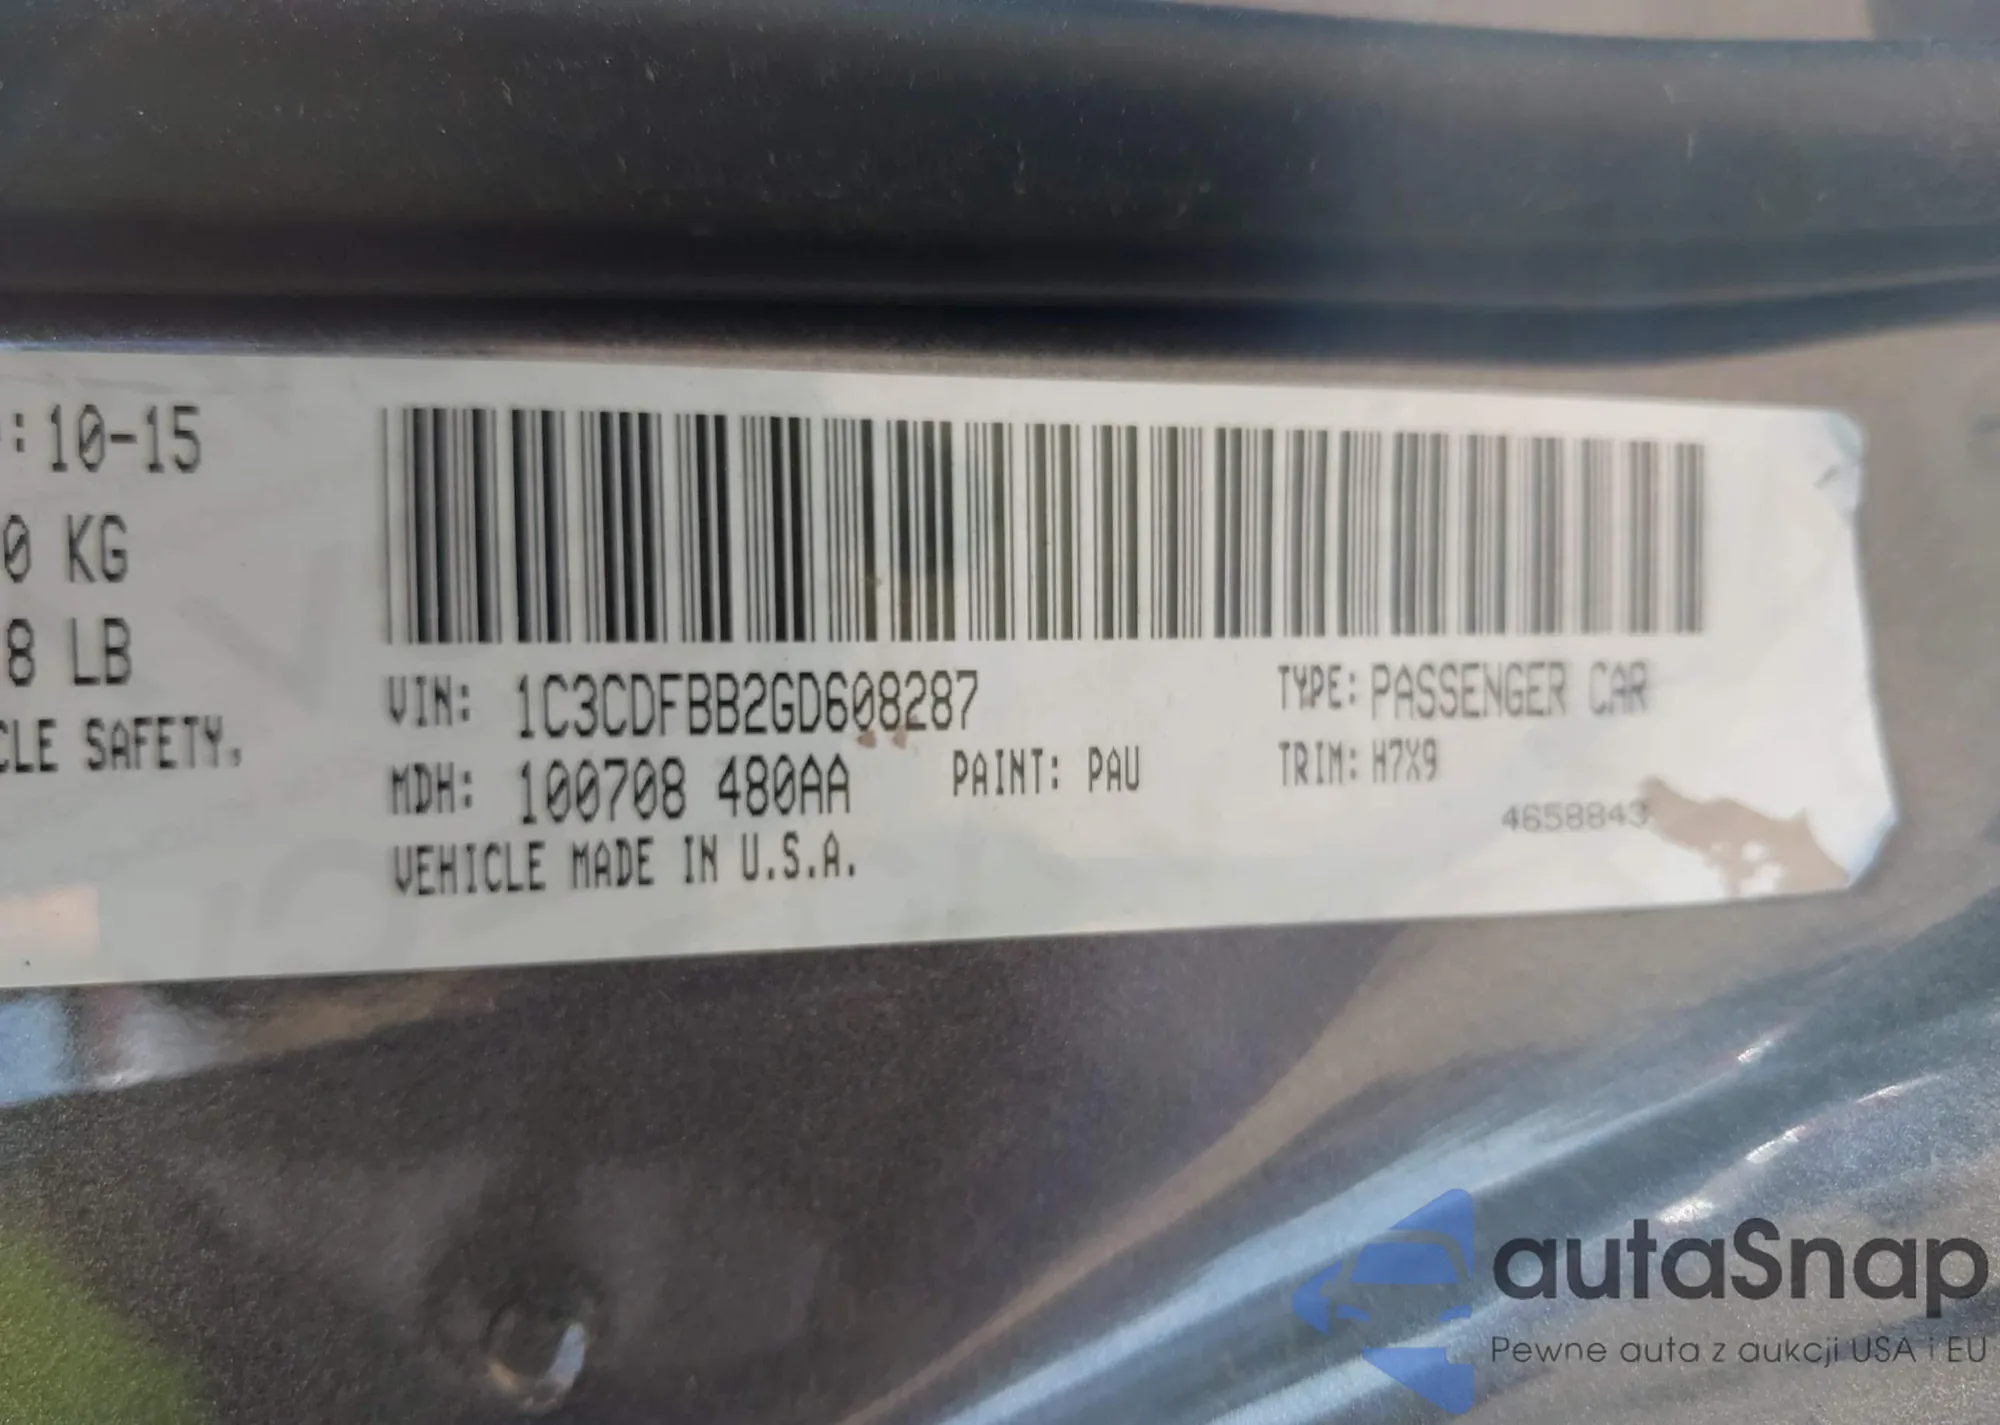 : 10-15
0 KG
8 LB
CLE SAFETY,
VIN: 1C3CDFBB2GD608287
MDH: 100708 480AA
PAINT: PAU
VEHICLE MADE IN U.S.A.
TYPE: PASSENGER CAR
TRIM: H7X9
4658843
autaSnap
Pewne auta z aukcji USA i EU